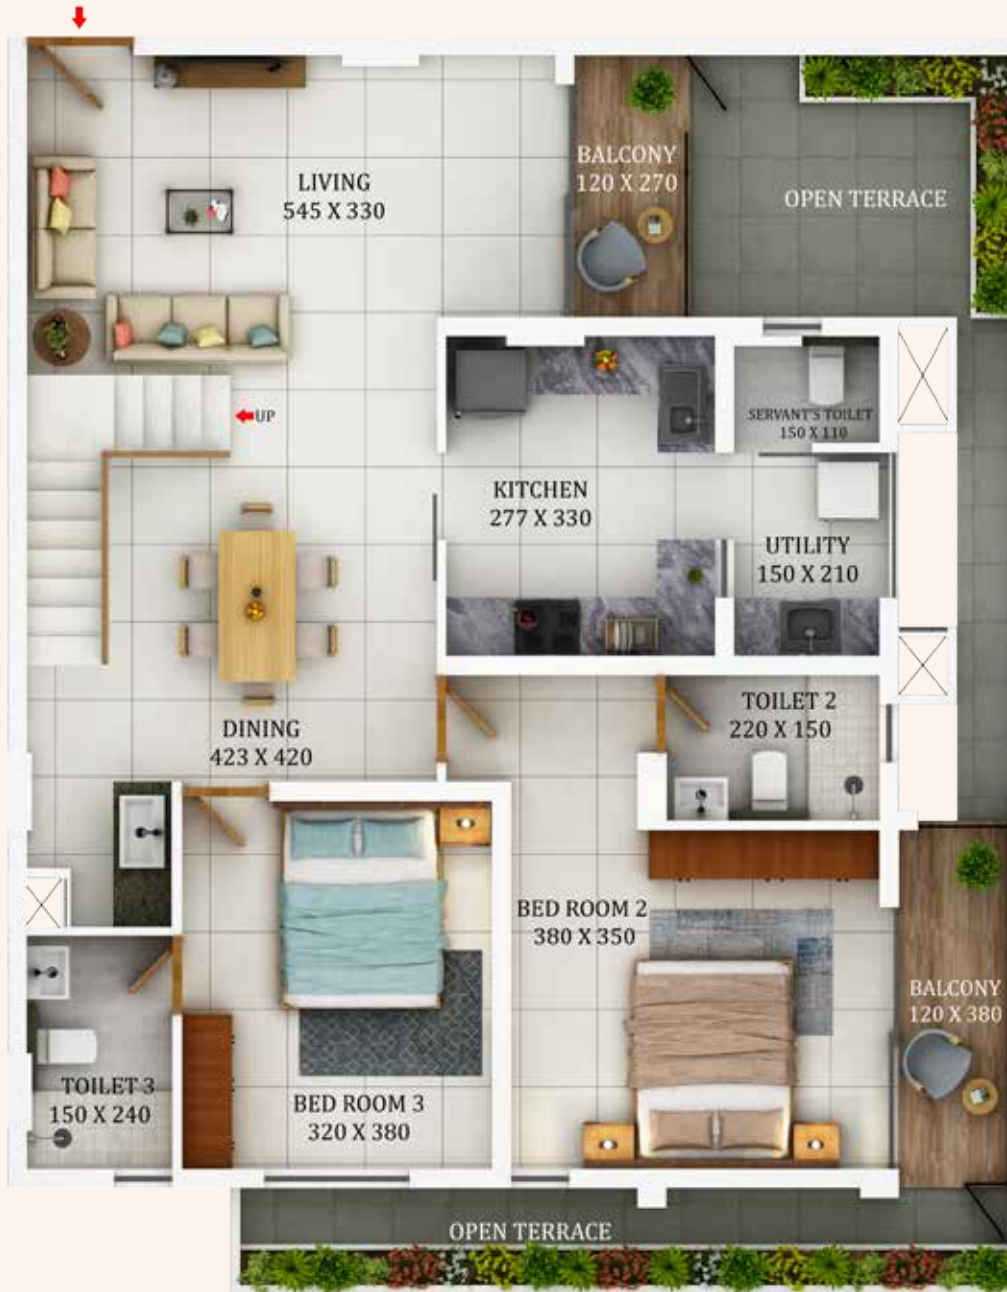 LIVING
545 X 330
BALCONY
120 X 270
OPEN TERRACE
UP
SERVANT'S TOILET
150 X 110
KITCHEN
277 X 330
UTILITY
150 X 210
DINING
423 X 420
TOILET 2
220 X 150
BED ROOM 2
380 X 350
BALCONY
120 X 380
TOILET 3
150 X 240
BED ROOM 3
320 X 380
OPEN TERRACE